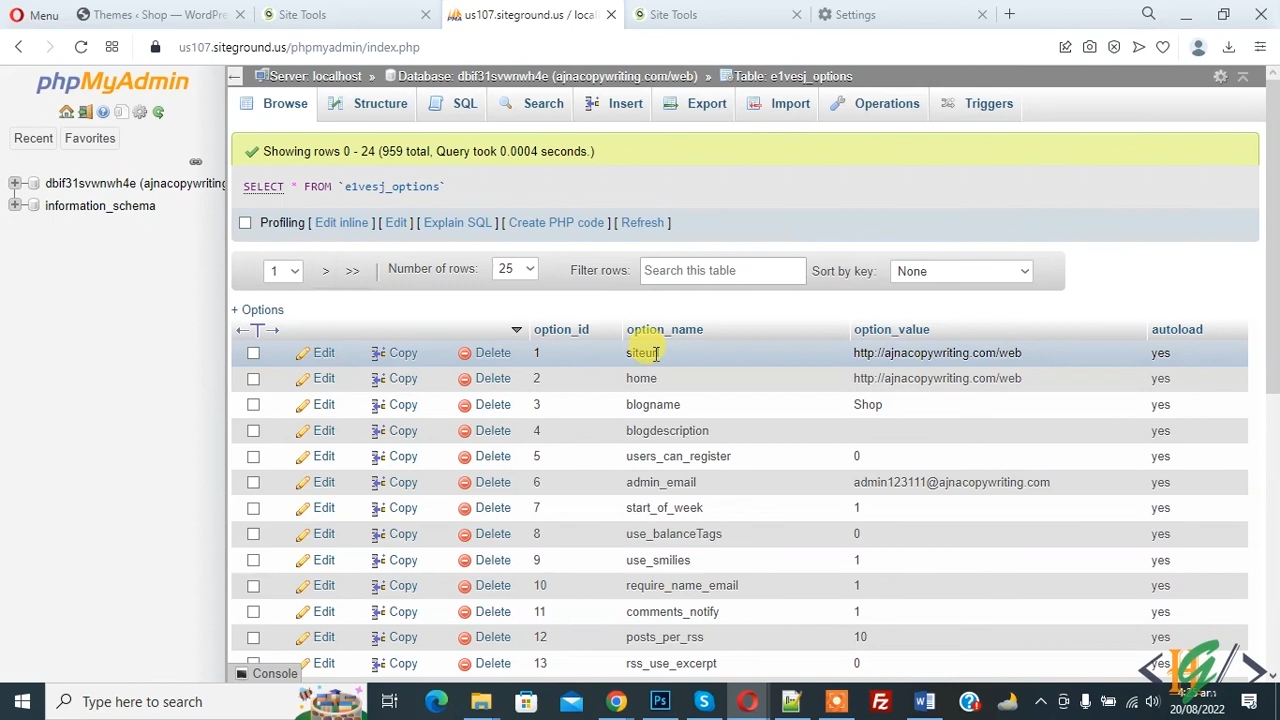 Menu
Themes ‹ Shop — WordPre
Site Tools
us107.siteground.us / local
Site Tools
Settings
us107.siteground.us/phpmyadmin/index.php
phpMyAdmin
Recent
Favorites
dbif31svwnwh4e (ajnacopywriting
information_schema
Server: localhost » Database: dbif31svwnwh4e (ajnacopywriting.com/web) » Table: e1vesj_options
Browse Structure SQL Search Insert Export Import Operations Triggers
Showing rows 0 - 24 (959 total, Query took 0.0004 seconds.)
SELECT * FROM `e1vesj_options`
Profiling [ Edit inline ] [ Edit ] [ Explain SQL ] [ Create PHP code ] [ Refresh ]
1 > >> | Number of rows: 25 Filter rows: Search this table Sort by key: None
+ Options
option_id option_name option_value autoload
Edit Copy Delete 1 siteurl http://ajnacopywriting.com/web yes
Edit Copy Delete 2 home http://ajnacopywriting.com/web yes
Edit Copy Delete 3 blogname Shop yes
Edit Copy Delete 4 blogdescription yes
Edit Copy Delete 5 users_can_register 0 yes
Edit Copy Delete 6 admin_email admin123111@ajnacopywriting.com yes
Edit Copy Delete 7 start_of_week 1 yes
Edit Copy Delete 8 use_balanceTags 0 yes
Edit Copy Delete 9 use_smilies 1 yes
Edit Copy Delete 10 require_name_email 1 yes
Edit Copy Delete 11 comments_notify 1 yes
Edit Copy Delete 12 posts_per_rss 10 yes
Edit Copy Delete 13 rss_use_excerpt 0 yes
Console
Type here to search
20/08/2022